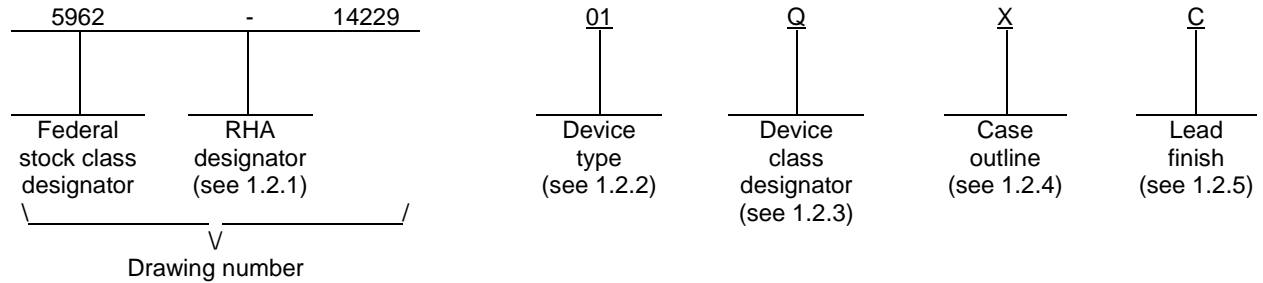 5962 - 14229 01 Q X C
Federal stock class designator
RHA designator (see 1.2.1)
Device type (see 1.2.2)
Device class designator (see 1.2.3)
Case outline (see 1.2.4)
Lead finish (see 1.2.5)
\ /
\/
Drawing number